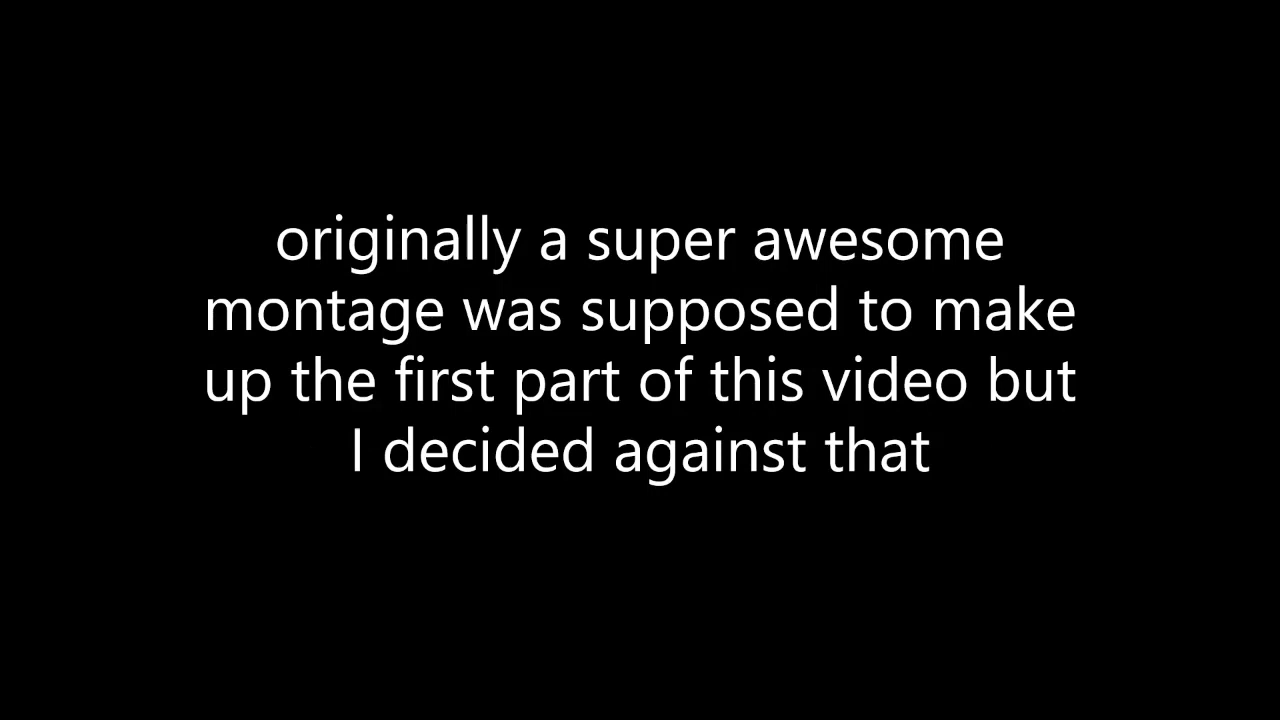 originally a super awesome
montage was supposed to make
up the first part of this video but
I decided against that